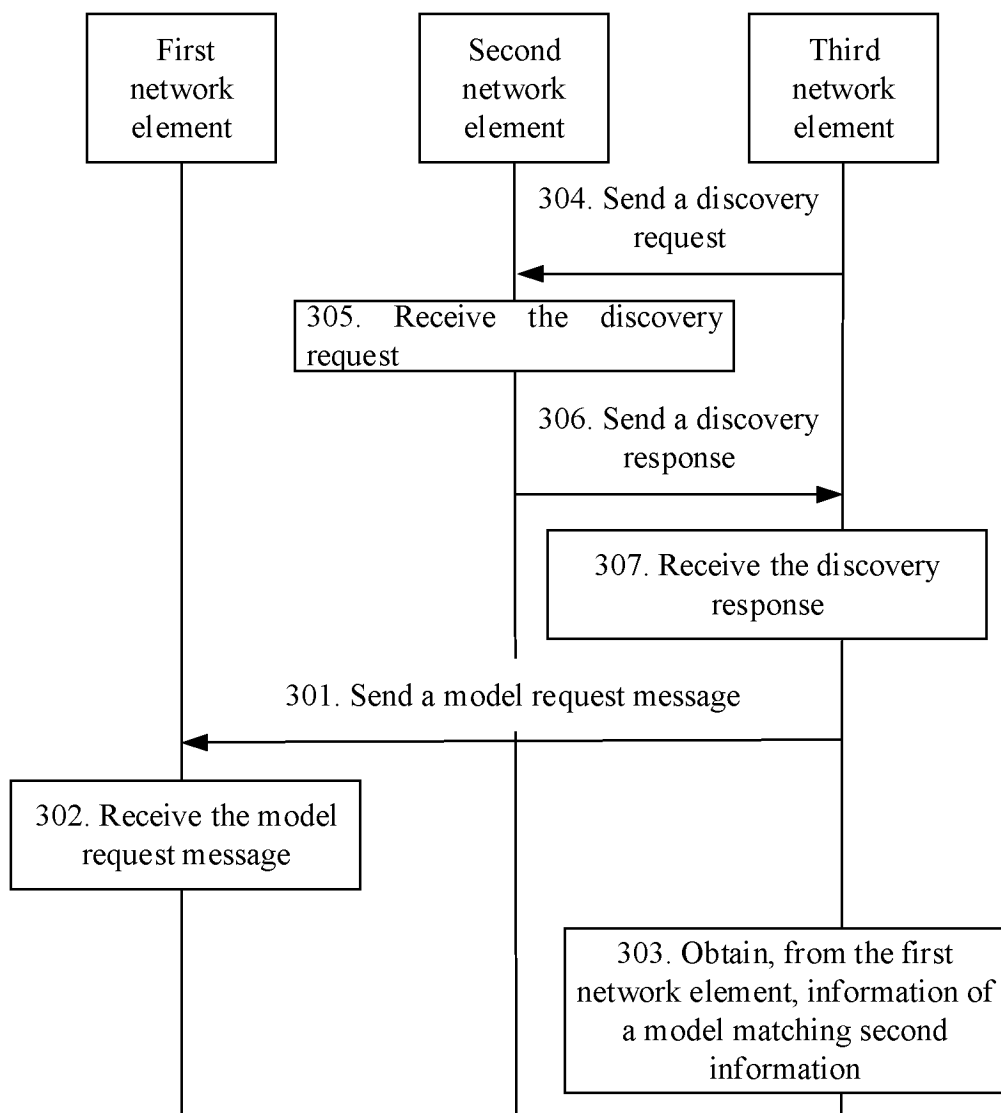 First
network
element
Second
network
element
Third
network
element
304. Send a discovery
request
305. Receive the discovery
request
306. Send a discovery
response
307. Receive the discovery
response
301. Send a model request message
302. Receive the model
request message
303. Obtain, from the first
network element, information of
a model matching second
information